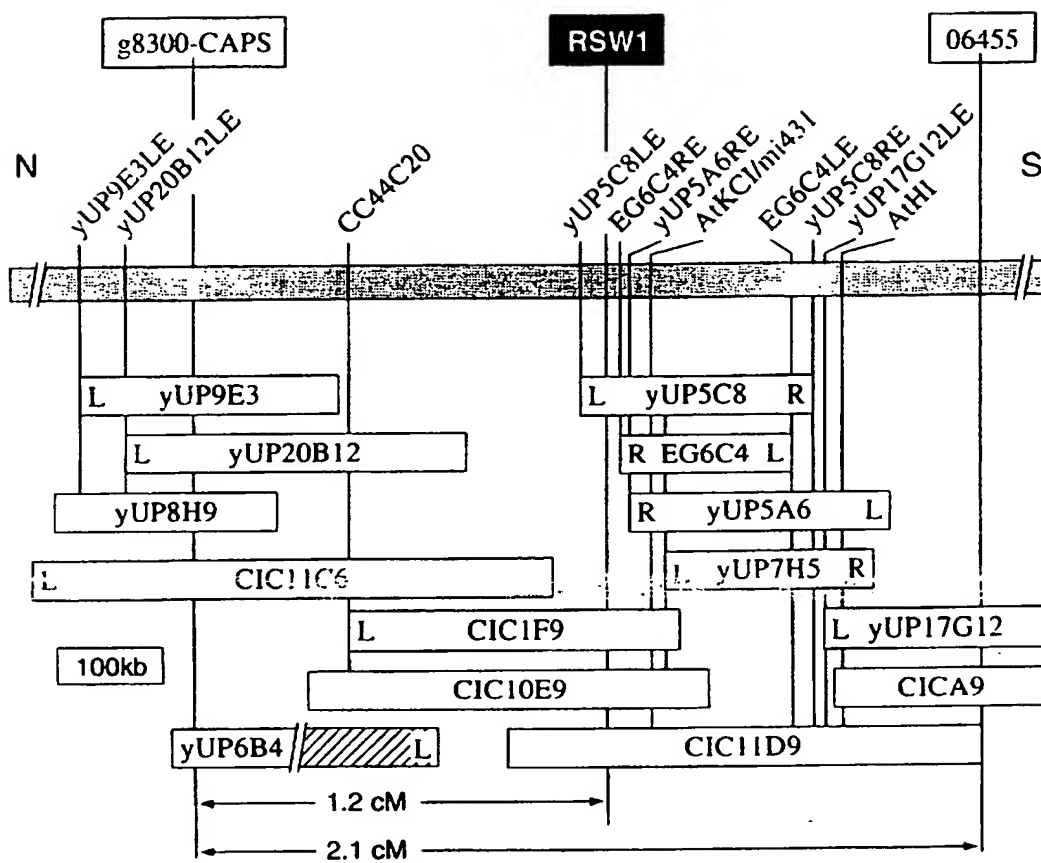 g8300-CAPS
RSW1
06455
N
S
yUP9E3LE
yUP20B12LE
CC44C20
yUP5C8LE
EG6C4RE
yUP5A6RE
AtKCI/mi431
EG6C4LE
yUP5C8RE
yUP17G12LE
AtHI
L yUP9E3
L yUP5C8 R
L yUP20B12
R EG6C4 L
yUP8H9
R yUP5A6 L
L CIC11C6
L yUP7H5 R
L CIC1F9
L yUP17G12
100kb
CIC10E9
CICA9
yUP6B4 L
CIC11D9
1.2 cM
2.1 cM